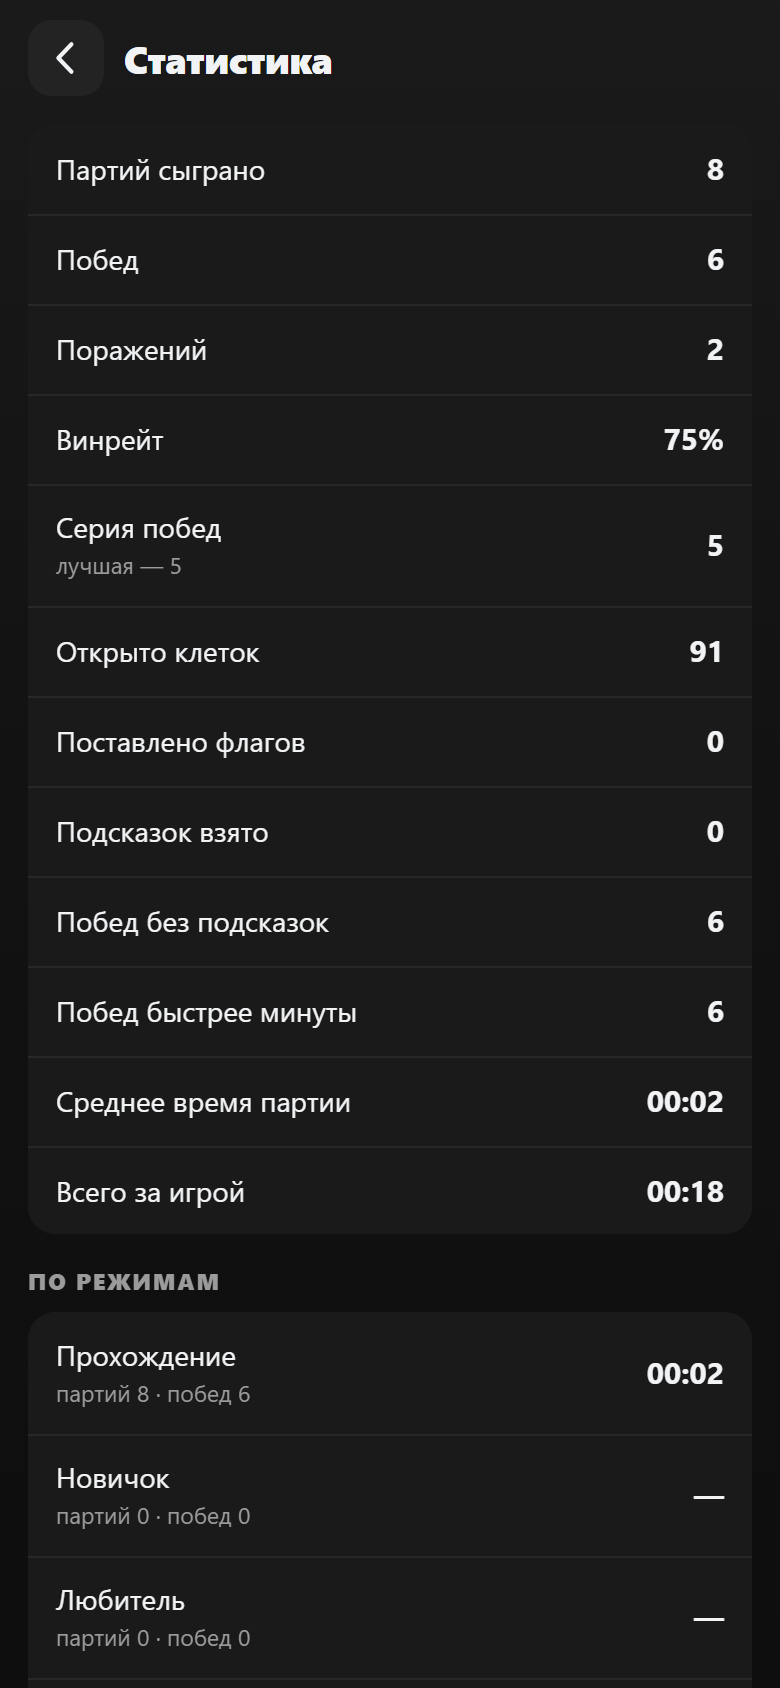 Статистика
Партий сыграно 8
Побед 6
Поражений 2
Винрейт 75%
Серия побед 5
лучшая — 5
Открыто клеток 91
Поставлено флагов 0
Подсказок взято 0
Побед без подсказок 6
Побед быстрее минуты 6
Среднее время партии 00:02
Всего за игрой 00:18
ПО РЕЖИМАМ
Прохождение 00:02
партий 8 · побед 6
Новичок —
партий 0 · побед 0
Любитель —
партий 0 · побед 0